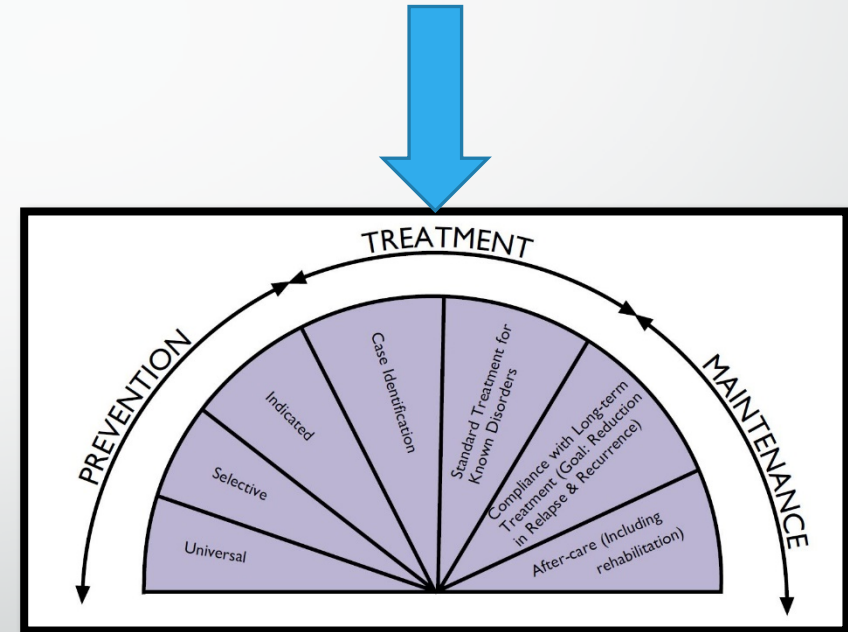 TREATMENT
PREVENTION
MAINTENANCE
Universal
Selective
Indicated
Case Identification
Standard Treatment for
Known Disorders
Compliance with Long-term
Treatment (Goal: Reduction
in Relapse & Recurrence)
After-care (Including
rehabilitation)